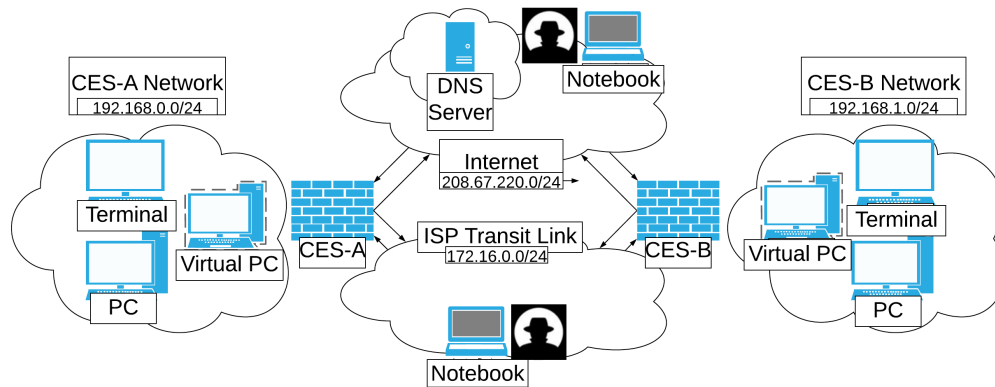 CES-A Network
192.168.0.0/24
Terminal
Virtual PC
PC
CES-A
DNS
Server
Notebook
Internet
208.67.220.0/24
ISP Transit Link
172.16.0.0/24
Notebook
CES-B
CES-B Network
192.168.1.0/24
Terminal
Virtual PC
PC